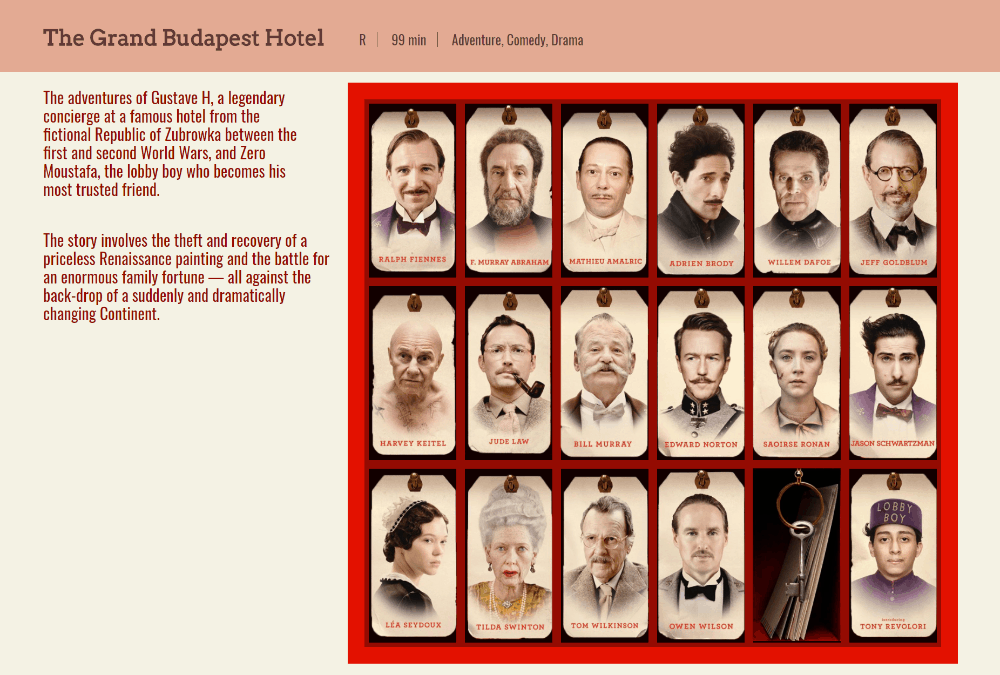 The Grand Budapest Hotel
R | 99 min | Adventure, Comedy, Drama
The adventures of Gustave H, a legendary
concierge at a famous hotel from the
fictional Republic of Zubrowka between the
first and second World Wars, and Zero
Moustafa, the lobby boy who becomes his
most trusted friend.
The story involves the theft and recovery of a
priceless Renaissance painting and the battle for
an enormous family fortune — all against the
back-drop of a suddenly and dramatically
changing Continent.
RALPH FIENNES
F. MURRAY ABRAHAM
MATHIEU AMALRIC
ADRIEN BRODY
WILLEM DAFOE
JEFF GOLDBLUM
HARVEY KEITEL
JUDE LAW
BILL MURRAY
EDWARD NORTON
SAOIRSE RONAN
JASON SCHWARTZMAN
LÉA SEYDOUX
TILDA SWINTON
TOM WILKINSON
OWEN WILSON
LOBBY
BOY
introducing
TONY REVOLORI